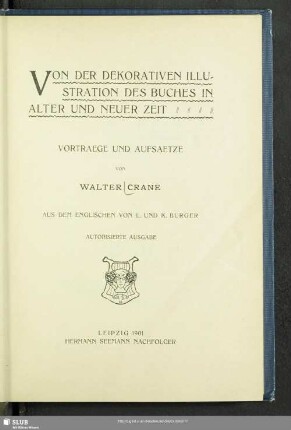 VON DER DEKORATIVEN ILLU-
STRATION DES BUCHES IN
ALTER UND NEUER ZEIT
VORTRAEGE UND AUFSAETZE
VON
WALTER CRANE
AUS DEM ENGLISCHEN VON L. UND K. BURGER
AUTORISIERTE AUSGABE
LEIPZIG 1901
HERMANN SEEMANN NACHFOLGER
SLUB